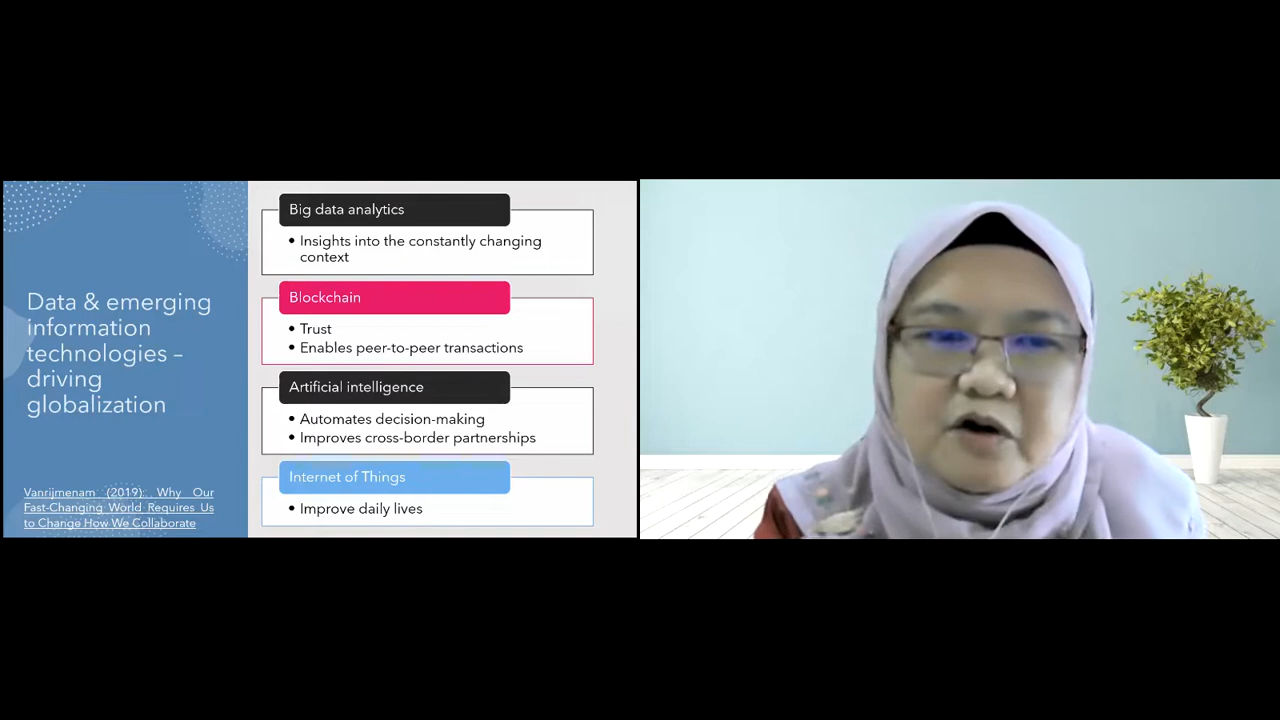 Data & emerging
information
technologies –
driving
globalization
Vanrijmenam (2019): Why Our
Fast-Changing World Requires Us
to Change How We Collaborate
Big data analytics
• Insights into the constantly changing
context
Blockchain
• Trust
• Enables peer-to-peer transactions
Artificial intelligence
• Automates decision-making
• Improves cross-border partnerships
Internet of Things
• Improve daily lives